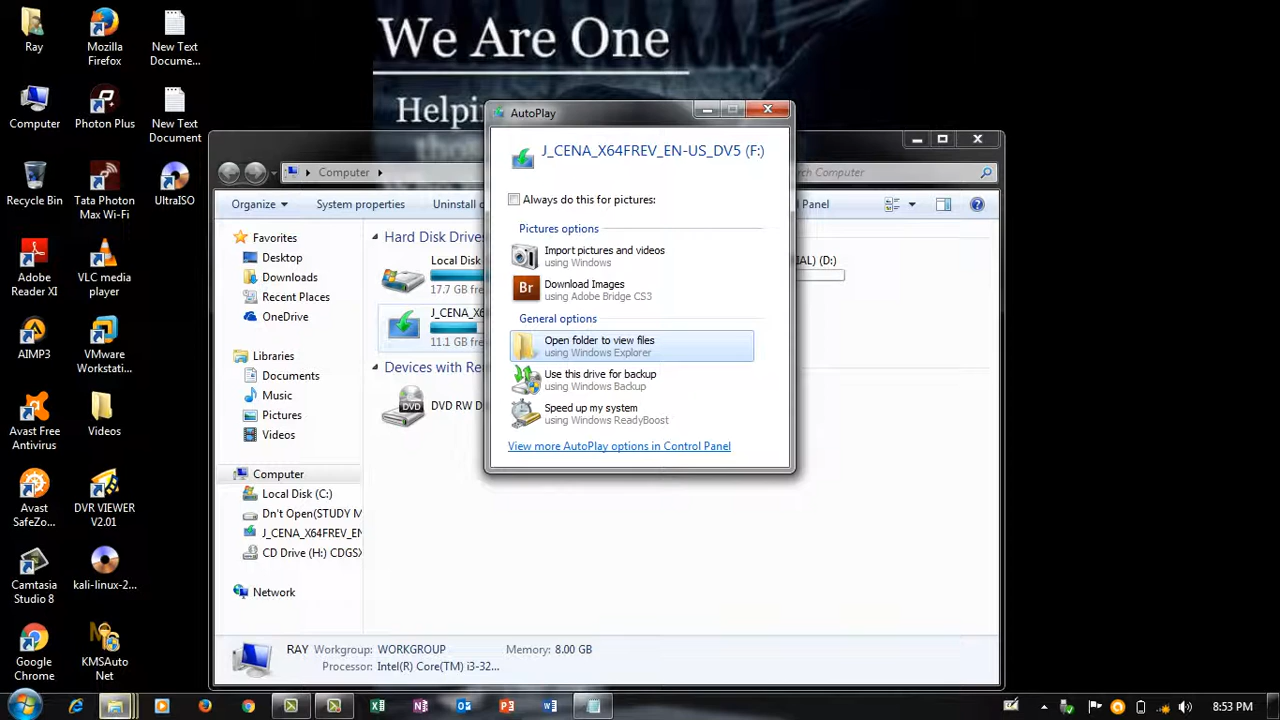 We Are One
Helpi
Ray
Mozilla
Firefox
New Text
Docume...
Computer
Photon Plus
New Text
Document
Recycle Bin
Tata Photon
Max Wi-Fi
UltraISO
Adobe
Reader XI
VLC media
player
AIMP3
VMware
Workstati...
Avast Free
Antivirus
Videos
Avast
SafeZo...
DVR VIEWER
V2.01
Camtasia
Studio 8
kali-linux-2...
Google
Chrome
KMSAuto
Net
Computer
Search Computer
Organize
System properties
Uninstall o
Panel
Favorites
Desktop
Downloads
Recent Places
OneDrive
Libraries
Documents
Music
Pictures
Videos
Computer
Local Disk (C:)
Dn't Open(STUDY M
J_CENA_X64FREV_EN
CD Drive (H:) CDGSX
Network
Hard Disk Drive
Local Disk
17.7 GB fre
J_CENA_X6
11.1 GB fre
IAL) (D:)
Devices with Re
DVD
DVD RW D
AutoPlay
J_CENA_X64FREV_EN-US_DV5 (F:)
Always do this for pictures:
Pictures options
Import pictures and videos
using Windows
Br
Download Images
using Adobe Bridge CS3
General options
Open folder to view files
using Windows Explorer
Use this drive for backup
using Windows Backup
Speed up my system
using Windows ReadyBoost
View more AutoPlay options in Control Panel
RAY Workgroup: WORKGROUP Memory: 8.00 GB
Processor: Intel(R) Core(TM) i3-32...
8:53 PM